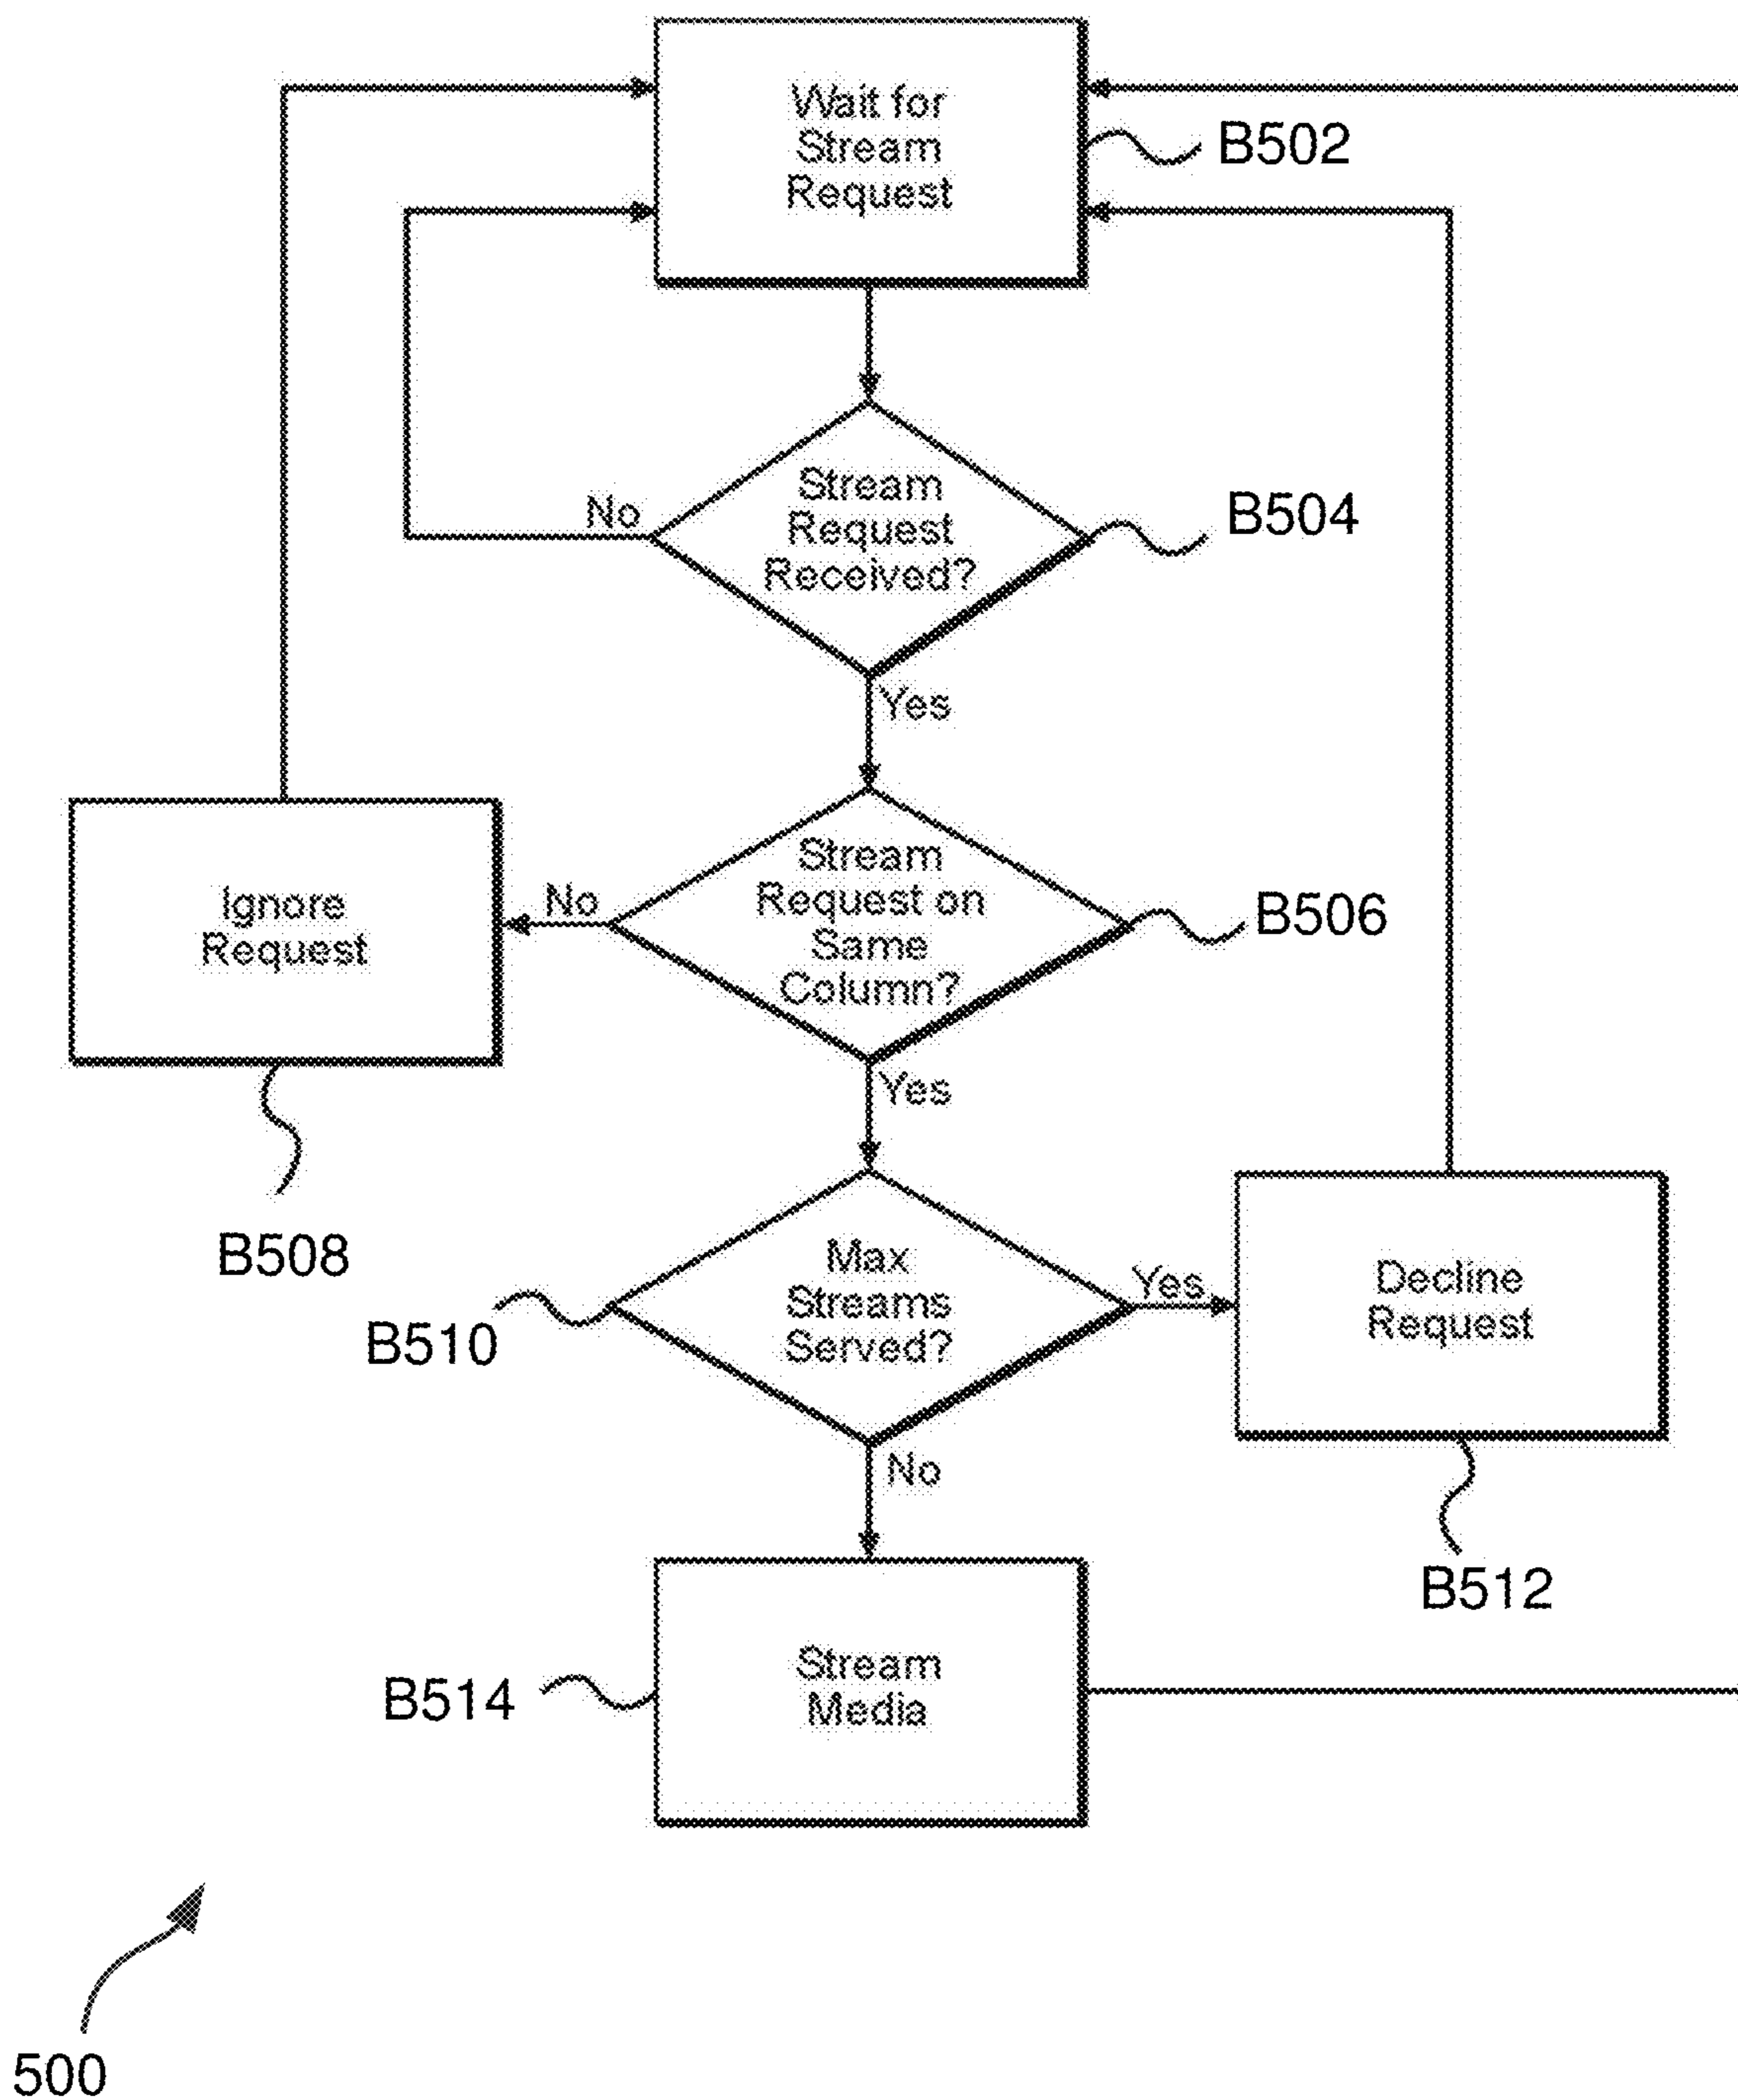 Wait for
Stream
Request
B502
Stream
Request
Received?
B504
No
Yes
Stream
Request on
Same
Column?
B506
No
Ignore
Request
B508
Yes
Max
Streams
Served?
B510
Yes
Decline
Request
B512
No
Stream
Media
B514
500